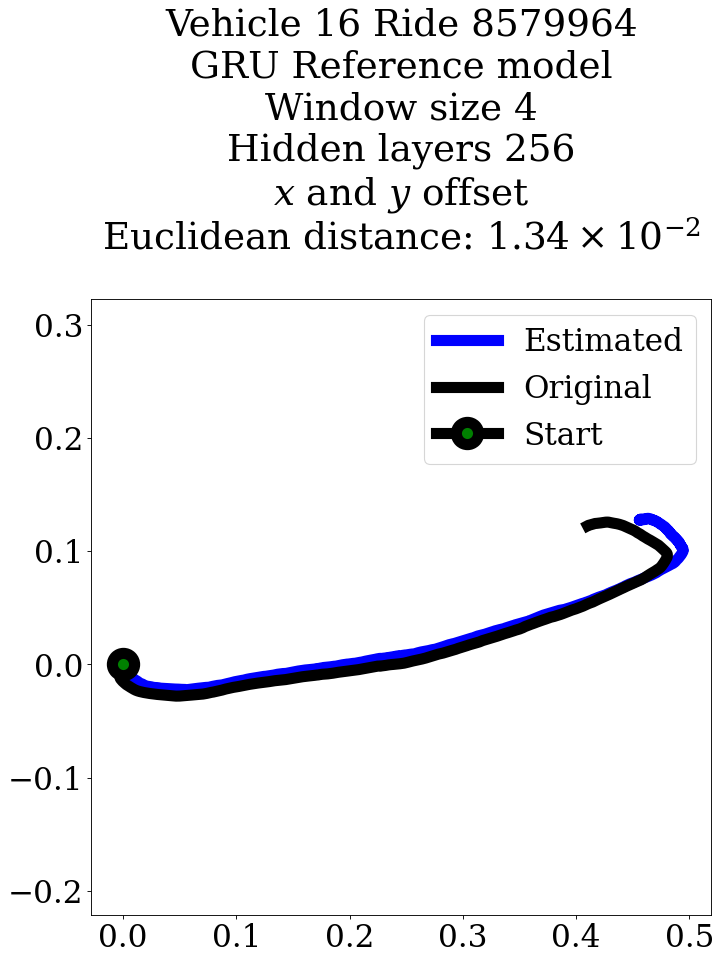 Vehicle 16 Ride 8579964
GRU Reference model
Window size 4
Hidden layers 256
x and y offset
Euclidean distance: 1.34 × 10⁻²
Estimated
Original
Start
0.3
0.2
0.1
0.0
−0.1
−0.2
0.0 0.1 0.2 0.3 0.4 0.5